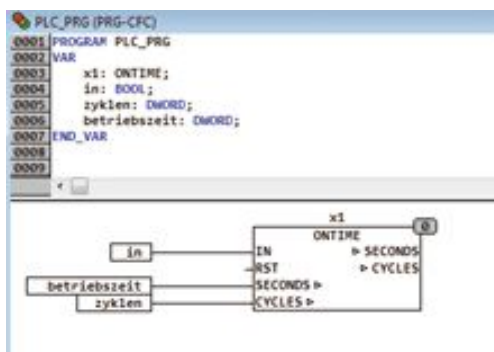 PLC_PRG (PRG-CFC)
0001 PROGRAM PLC_PRG
0002 VAR
0003 x1: ONTIME;
0004 in: BOOL;
0005 zyklen: DWORD;
0006 betriebszeit: DWORD;
0007 END_VAR
0008
0009
x1
0
ONTIME
in
IN
SECONDS
RST
CYCLES
betriebszeit
SECONDS
zyklen
CYCLES